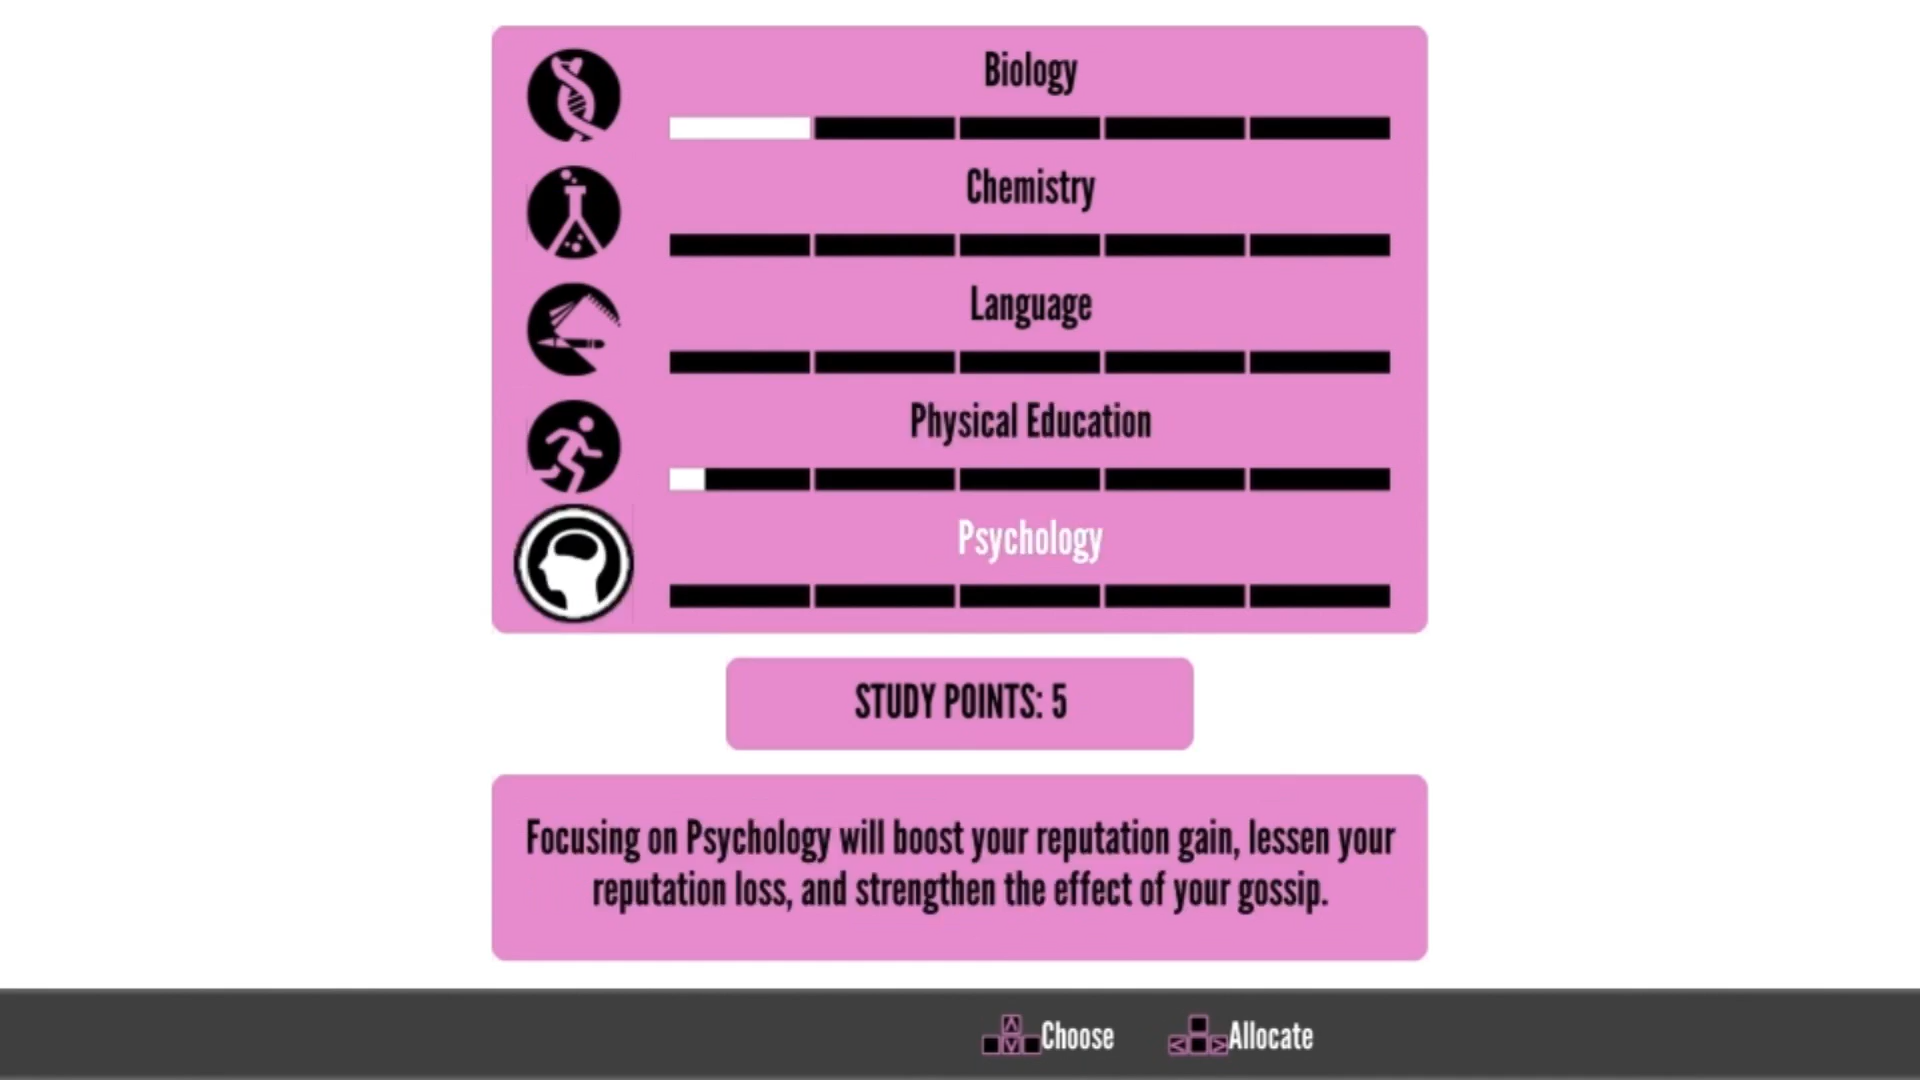 Biology
Chemistry
Language
Physical Education
Psychology
STUDY POINTS: 5
Focusing on Psychology will boost your reputation gain, lessen your
reputation loss, and strengthen the effect of your gossip.
Choose
Allocate